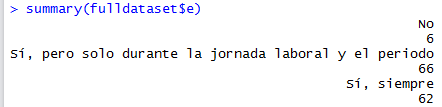 > summary(fulldataset$e)
No
6
Sí, pero solo durante la jornada laboral y el periodo
66
Sí, siempre
62